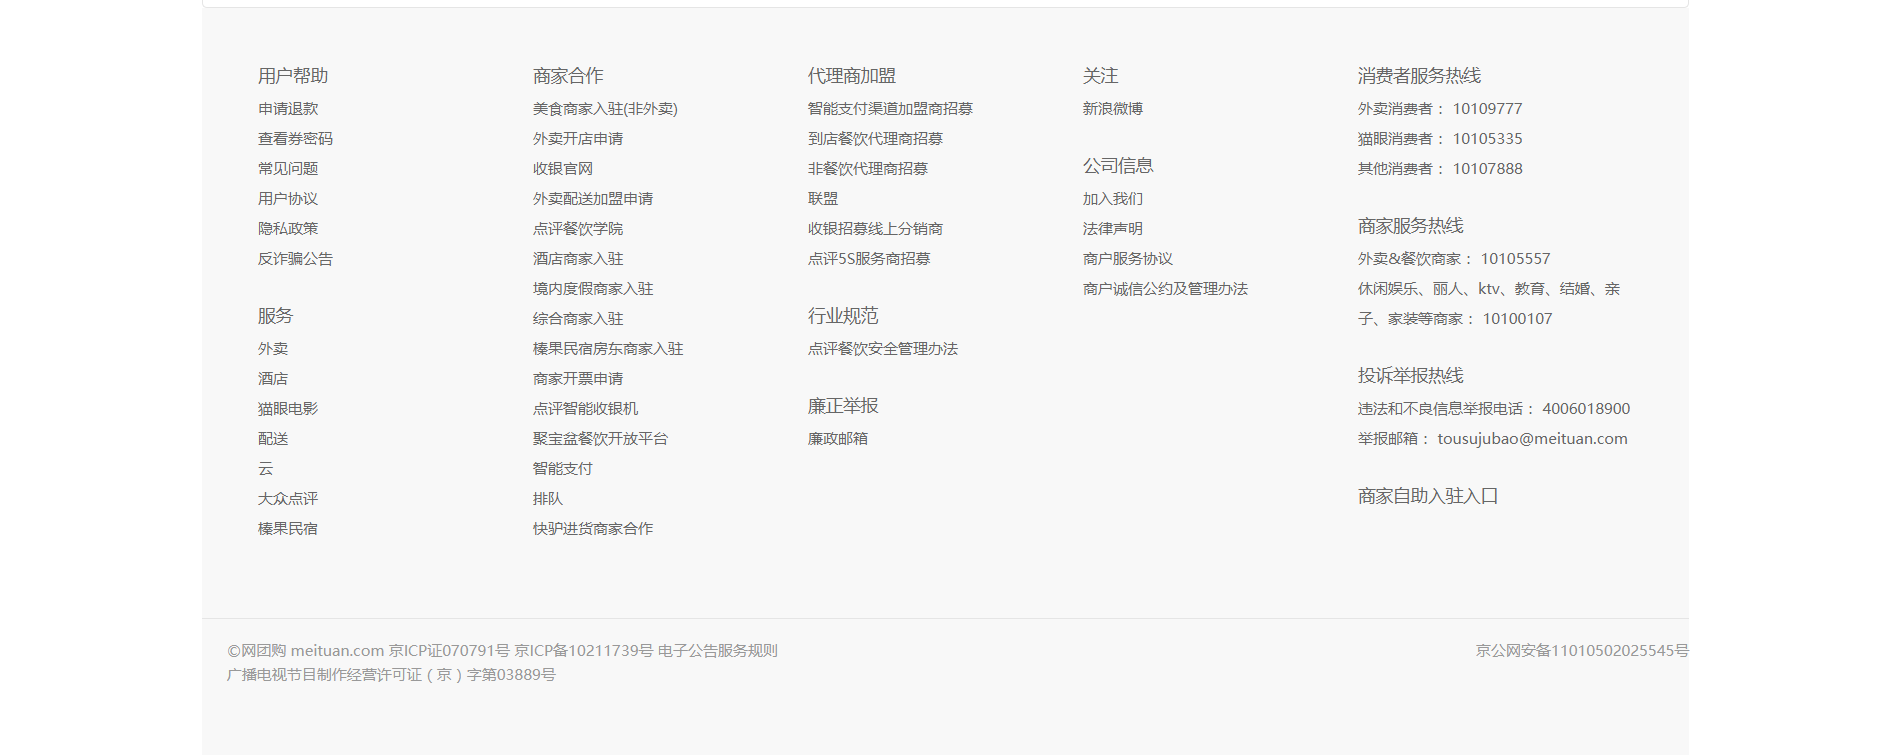 用户帮助
申请退款
查看券密码
常见问题
用户协议
隐私政策
反诈骗公告
服务
外卖
酒店
猫眼电影
配送
云
大众点评
榛果民宿
商家合作
美食商家入驻(非外卖)
外卖开店申请
收银官网
外卖配送加盟申请
点评餐饮学院
酒店商家入驻
境内度假商家入驻
综合商家入驻
榛果民宿房东商家入驻
商家开票申请
点评智能收银机
聚宝盆餐饮开放平台
智能支付
排队
快驴进货商家合作
代理商加盟
智能支付渠道加盟商招募
到店餐饮代理商招募
非餐饮代理商招募
联盟
收银招募线上分销商
点评5S服务商招募
行业规范
点评餐饮安全管理办法
廉正举报
廉政邮箱
关注
新浪微博
公司信息
加入我们
法律声明
商户服务协议
商户诚信公约及管理办法
消费者服务热线
外卖消费者： 10109777
猫眼消费者： 10105335
其他消费者： 10107888
商家服务热线
外卖&餐饮商家： 10105557
休闲娱乐、丽人、ktv、教育、结婚、亲
子、家装等商家： 10100107
投诉举报热线
违法和不良信息举报电话： 4006018900
举报邮箱： tousujubao@meituan.com
商家自助入驻入口
©网团购 meituan.com 京ICP证070791号 京ICP备10211739号 电子公告服务规则
广播电视节目制作经营许可证（京）字第03889号
京公网安备11010502025545号